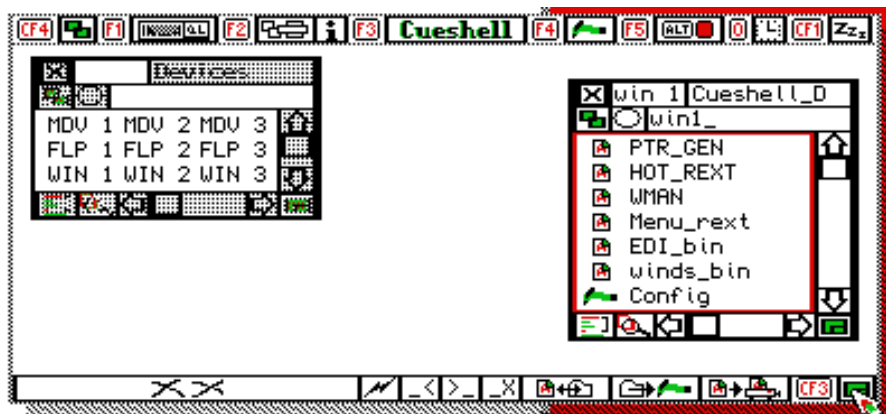 CF4 F1 F2 i F3 Cueshell F4 F5 ALT 0 CF1 Zzz
Devices
MDV 1 MDV 2 MDV 3
FLP 1 FLP 2 FLP 3
WIN 1 WIN 2 WIN 3
win 1 Cueshell_D
win1_
PTR_GEN
HOT_REXT
WMAN
Menu_rext
EDI_bin
winds_bin
Config
_< >_ _X CF3